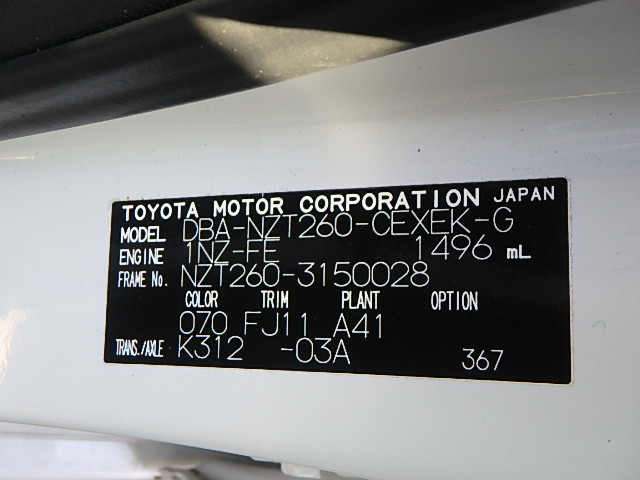 TOYOTA MOTOR CORPORATION JAPAN
MODEL DBA-NZT260-CEXEK-G
ENGINE 1NZ-FE 1496 mL
FRAME No. NZT260-3150028
COLOR TRIM PLANT OPTION
070 FJ11 A41
TRANS./AXLE K312 -03A 367